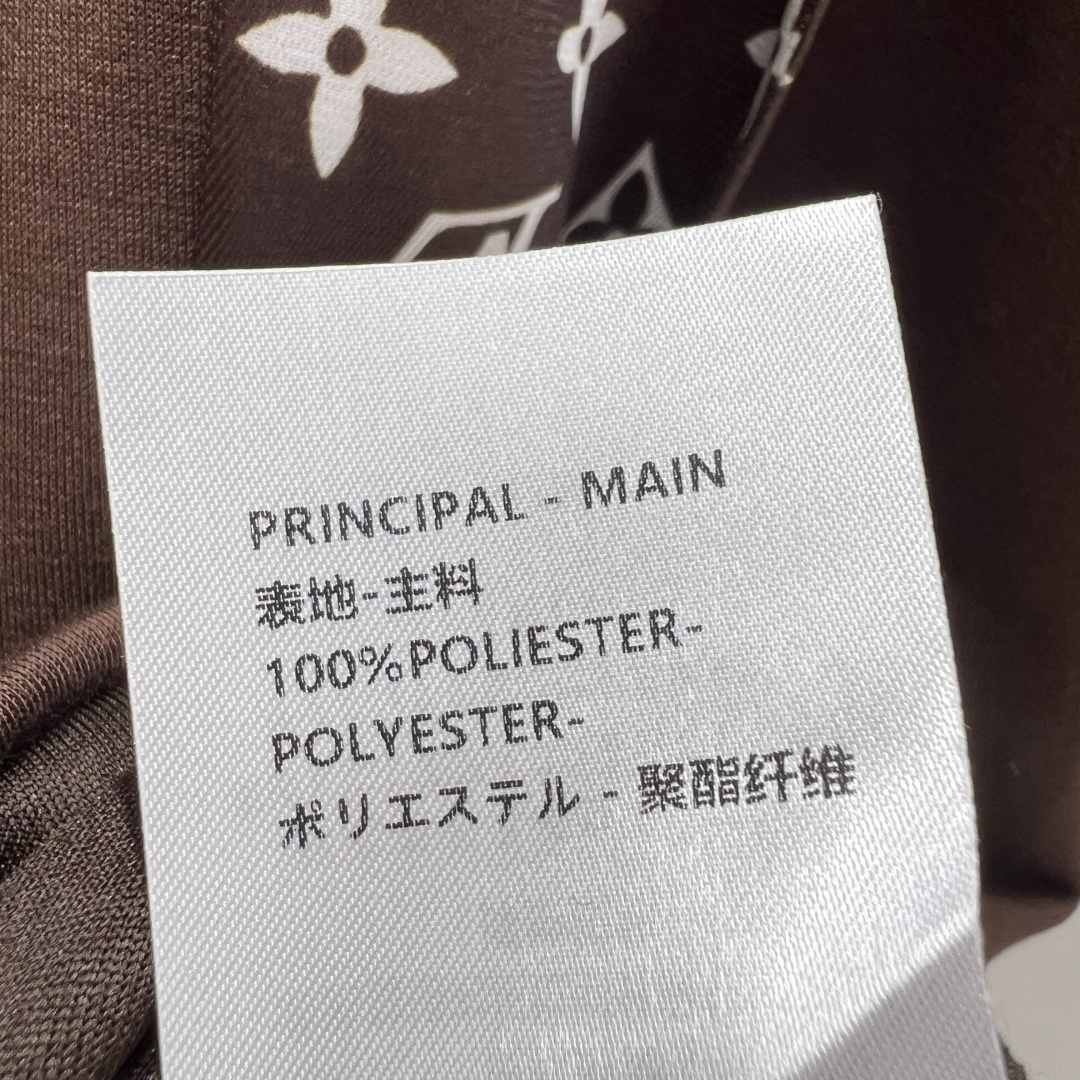 PRINCIPAL - MAIN
表地-主料
100%POLIESTER-
POLYESTER-
ポリエステル - 聚酯纤维